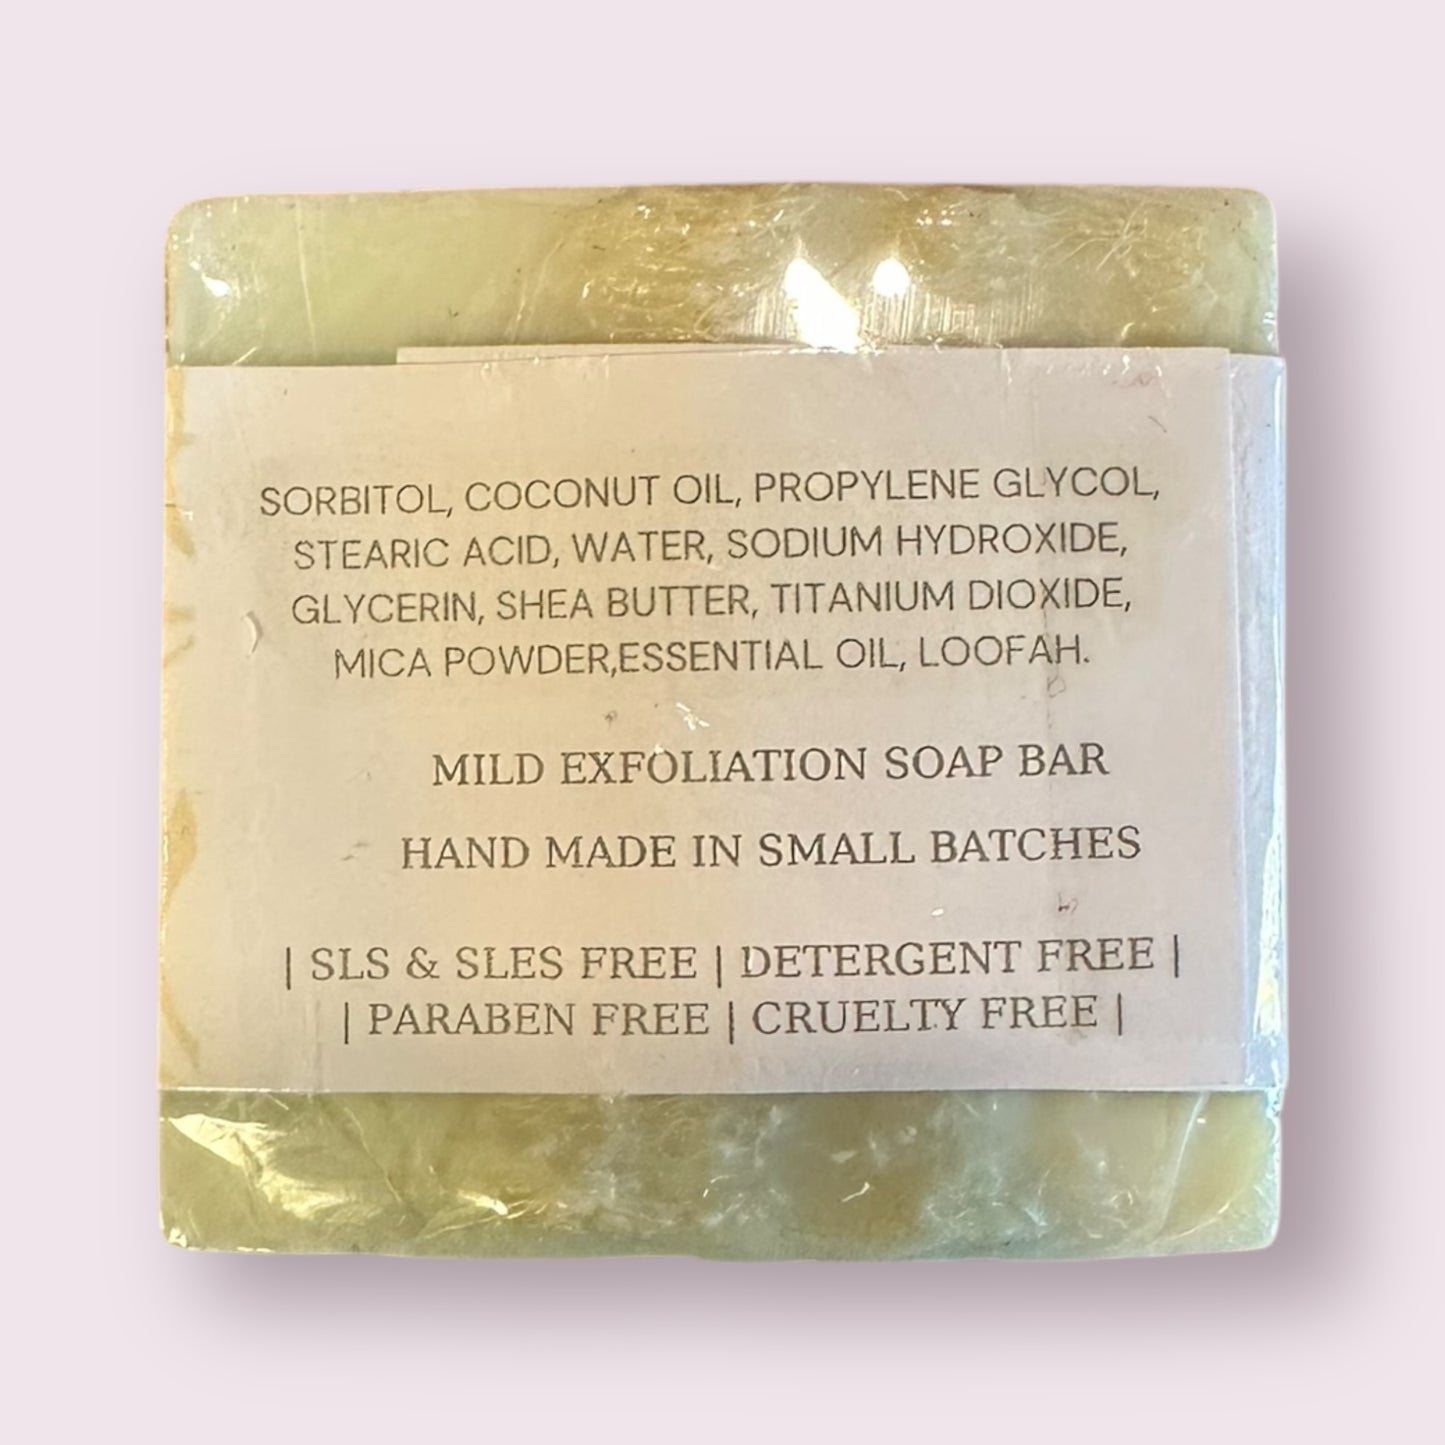 SORBITOL, COCONUT OIL, PROPYLENE GLYCOL,
STEARIC ACID, WATER, SODIUM HYDROXIDE,
GLYCERIN, SHEA BUTTER, TITANIUM DIOXIDE,
MICA POWDER,ESSENTIAL OIL, LOOFAH.
MILD EXFOLIATION SOAP BAR
HAND MADE IN SMALL BATCHES
| SLS & SLES FREE | DETERGENT FREE |
| PARABEN FREE | CRUELTY FREE |